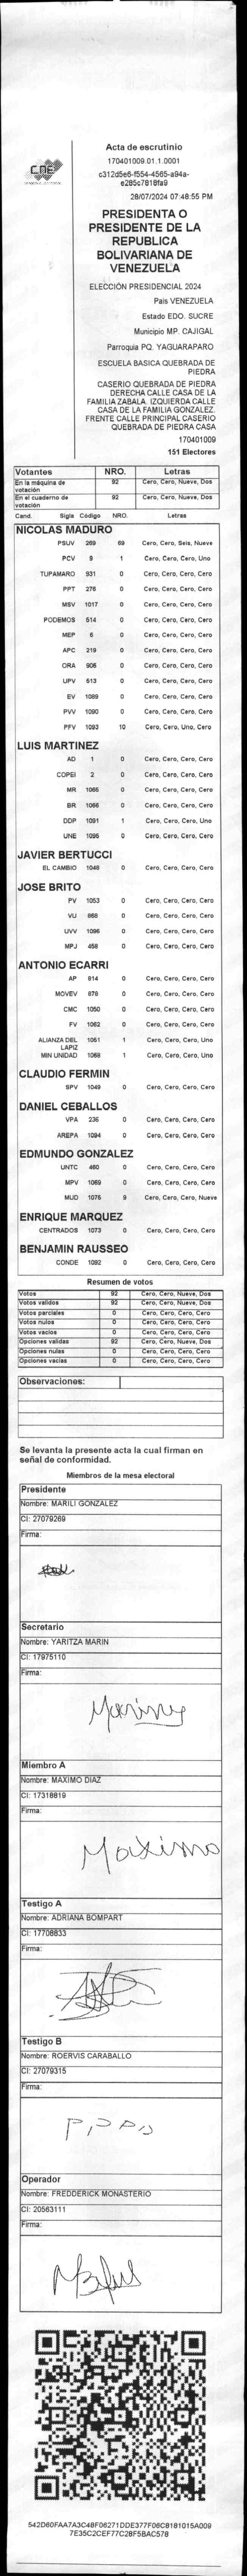 CNE
Acta de escrutinio
170401009.01.1.0001
c312d5e6-f554-4565-a94a-
e285c7618fa9
28/07/2024 07:48:55 PM
PRESIDENTA O
PRESIDENTE DE LA
REPUBLICA
BOLIVARIANA DE
VENEZUELA
ELECCIÓN PRESIDENCIAL 2024
Pais VENEZUELA
Estado EDO. SUCRE
Municipio MP. CAJIGAL
Parroquia PQ. YAGUARAPARO
ESCUELA BASICA QUEBRADA DE
PIEDRA
CASERIO QUEBRADA DE PIEDRA
DERECHA CALLE CASA DE LA
FAMILIA ZABALA. IZQUIERDA CALLE
CASA DE LA FAMILIA GONZALEZ.
FRENTE CALLE PRINCIPAL CASERIO
QUEBRADA DE PIEDRA CASA
170401009
151 Electores
Votantes NRO. Letras
En la máquina de votación 92 Cero, Cero, Nueve, Dos
En el cuaderno de votación 92 Cero, Cero, Nueve, Dos
Cand. Sigla Código NRO. Letras
NICOLAS MADURO
PSUV 269 69 Cero, Cero, Seis, Nueve
PCV 9 1 Cero, Cero, Cero, Uno
TUPAMARO 931 0 Cero, Cero, Cero, Cero
PPT 276 0 Cero, Cero, Cero, Cero
MSV 1017 0 Cero, Cero, Cero, Cero
PODEMOS 514 0 Cero, Cero, Cero, Cero
MEP 6 0 Cero, Cero, Cero, Cero
APC 219 0 Cero, Cero, Cero, Cero
ORA 906 0 Cero, Cero, Cero, Cero
UPV 513 0 Cero, Cero, Cero, Cero
EV 1089 0 Cero, Cero, Cero, Cero
PVV 1090 0 Cero, Cero, Cero, Cero
PFV 1093 10 Cero, Cero, Uno, Cero
LUIS MARTINEZ
AD 1 0 Cero, Cero, Cero, Cero
COPEI 2 0 Cero, Cero, Cero, Cero
MR 1065 0 Cero, Cero, Cero, Cero
BR 1066 0 Cero, Cero, Cero, Cero
DDP 1091 1 Cero, Cero, Cero, Uno
UNE 1095 0 Cero, Cero, Cero, Cero
JAVIER BERTUCCI
EL CAMBIO 1048 0 Cero, Cero, Cero, Cero
JOSE BRITO
PV 1053 0 Cero, Cero, Cero, Cero
VU 868 0 Cero, Cero, Cero, Cero
UVV 1096 0 Cero, Cero, Cero, Cero
MPJ 458 0 Cero, Cero, Cero, Cero
ANTONIO ECARRI
AP 814 0 Cero, Cero, Cero, Cero
MOVEV 878 0 Cero, Cero, Cero, Cero
CMC 1050 0 Cero, Cero, Cero, Cero
FV 1062 0 Cero, Cero, Cero, Cero
ALIANZA DEL LAPIZ 1061 1 Cero, Cero, Cero, Uno
MIN UNIDAD 1068 1 Cero, Cero, Cero, Uno
CLAUDIO FERMIN
SPV 1049 0 Cero, Cero, Cero, Cero
DANIEL CEBALLOS
VPA 236 0 Cero, Cero, Cero, Cero
AREPA 1094 0 Cero, Cero, Cero, Cero
EDMUNDO GONZALEZ
UNTC 460 0 Cero, Cero, Cero, Cero
MPV 1069 0 Cero, Cero, Cero, Cero
MUD 1075 9 Cero, Cero, Cero, Nueve
ENRIQUE MARQUEZ
CENTRADOS 1073 0 Cero, Cero, Cero, Cero
BENJAMIN RAUSSEO
CONDE 1092 0 Cero, Cero, Cero, Cero
Resumen de votos
Votos 92 Cero, Cero, Nueve, Dos
Votos validos 92 Cero, Cero, Nueve, Dos
Votos parciales 0 Cero, Cero, Cero, Cero
Votos nulos 0 Cero, Cero, Cero, Cero
Votos vacios 0 Cero, Cero, Cero, Cero
Opciones validas 92 Cero, Cero, Nueve, Dos
Opciones nulas 0 Cero, Cero, Cero, Cero
Opciones vacias 0 Cero, Cero, Cero, Cero
Observaciones:
Se levanta la presente acta la cual firman en
señal de conformidad.
Miembros de la mesa electoral
Presidente
Nombre: MARILI GONZALEZ
CI: 27079269
Firma:
Secretario
Nombre: YARITZA MARIN
CI: 17975110
Firma:
Miembro A
Nombre: MAXIMO DIAZ
CI: 17318819
Firma:
Maximo
Testigo A
Nombre: ADRIANA BOMPART
CI: 17708833
Firma:
Testigo B
Nombre: ROERVIS CARABALLO
CI: 27079315
Firma:
Operador
Nombre: FREDDERICK MONASTERIO
CI: 20563111
Firma:
542D60FAA7A3C48F06271DDE377F06C8181015A009
7E35C2CEF77C28F5BAC578